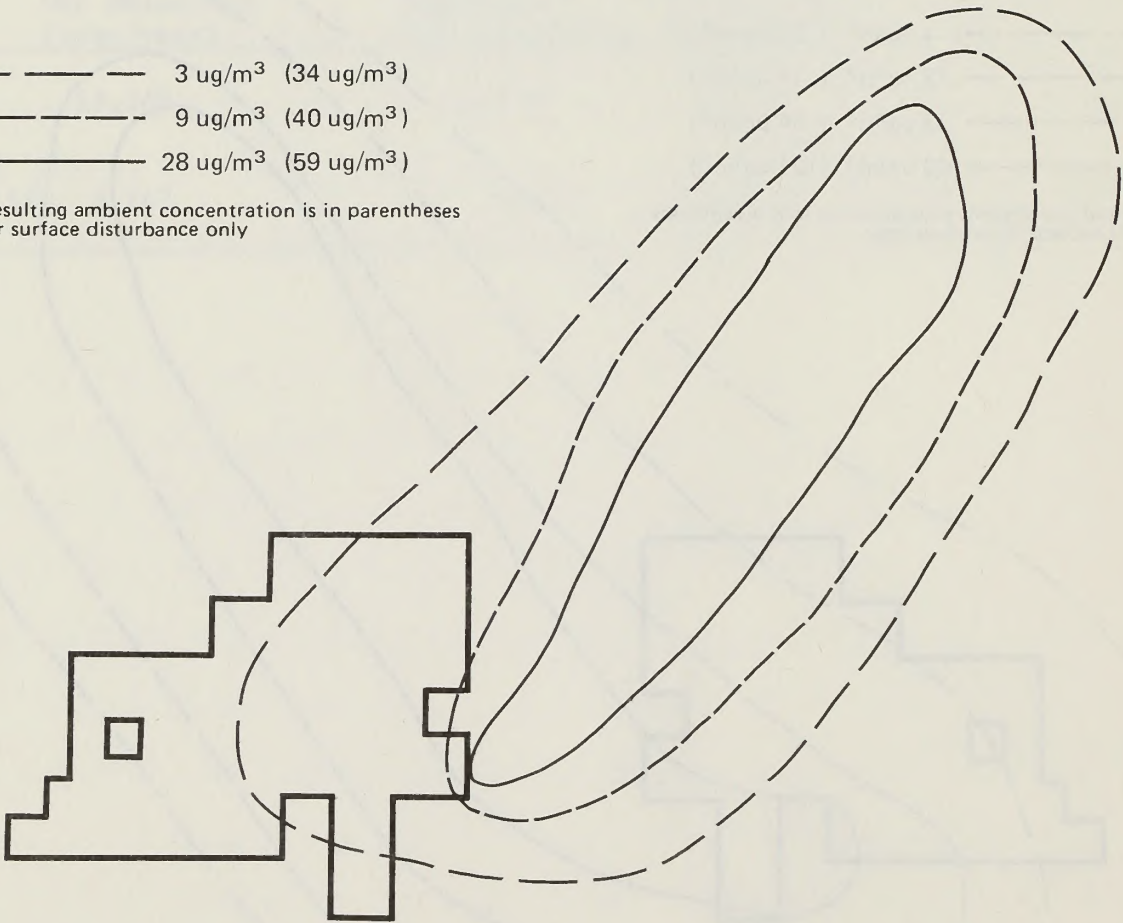 3 ug/m³ (34 ug/m³)
9 ug/m³ (40 ug/m³)
28 ug/m³ (59 ug/m³)
esulting ambient concentration is in parentheses
r surface disturbance only